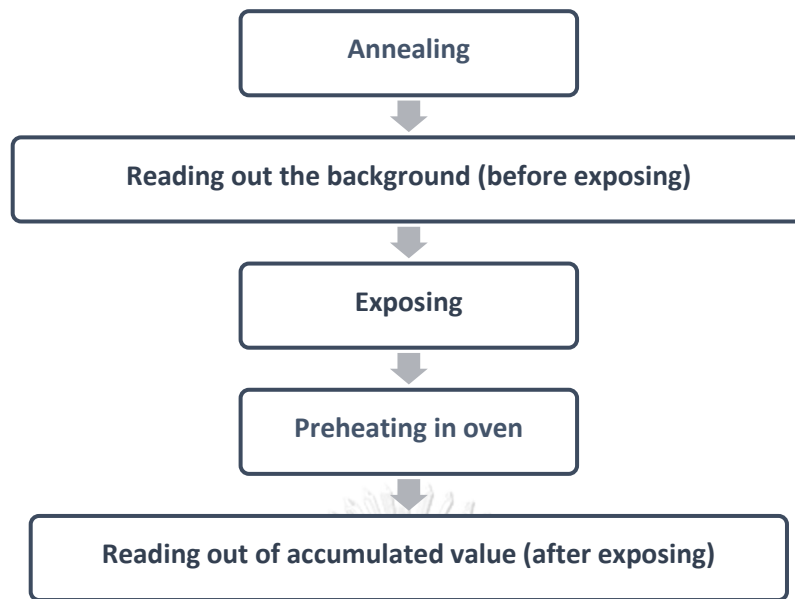 Annealing
Reading out the background (before exposing)
Exposing
Preheating in oven
Reading out of accumulated value (after exposing)